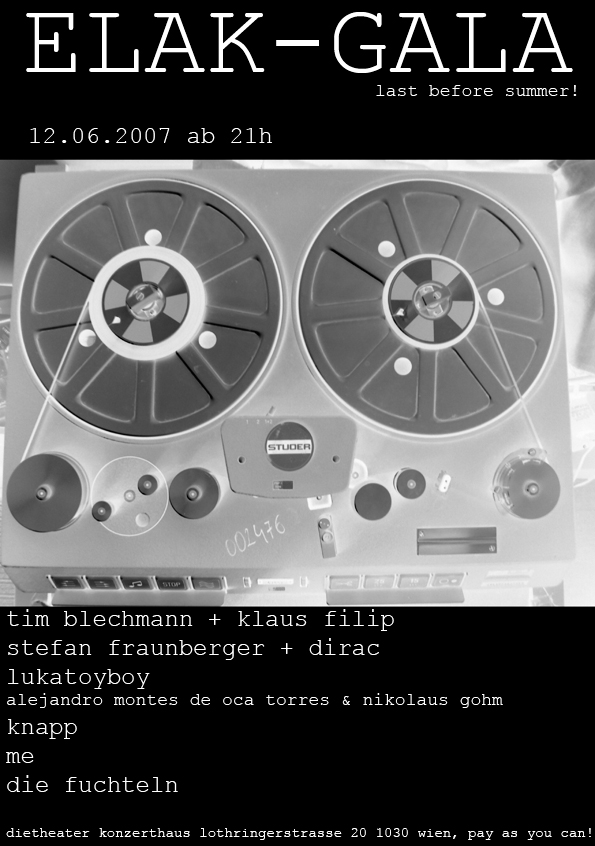 ELAK-GALA
last before summer!
12.06.2007 ab 21h
STUDER
002476
STOP
tim blechmann + klaus filip
stefan fraunberger + dirac
lukatoyboy
alejandro montes de oca torres & nikolaus gohm
knapp
me
die fuchteln
dietheater konzerthaus lothringerstrasse 20 1030 wien, pay as you can!